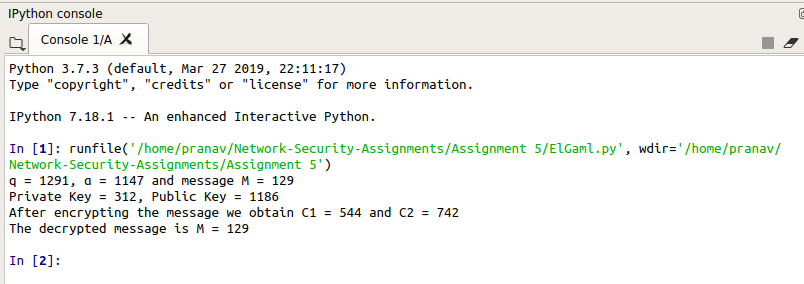 IPython console
Console 1/A
Python 3.7.3 (default, Mar 27 2019, 22:11:17)
Type "copyright", "credits" or "license" for more information.
IPython 7.18.1 -- An enhanced Interactive Python.
In [1]: runfile('/home/pranav/Network-Security-Assignments/Assignment 5/ElGaml.py', wdir='/home/pranav/
Network-Security-Assignments/Assignment 5')
q = 1291, α = 1147 and message M = 129
Private Key = 312, Public Key = 1186
After encrypting the message we obtain C1 = 544 and C2 = 742
The decrypted message is M = 129
In [2]: